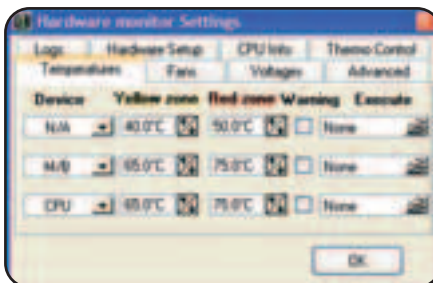 Hardware monitor Settings
Logs Hardware Setup CPU Info Thermo Control
Temperatures Fans Voltages Advanced
Device Yellow zone Red zone Warning Execute
N/A 40.0°C 50.0°C None
M/B 65.0°C 75.0°C None
CPU 65.0°C 75.0°C None
OK